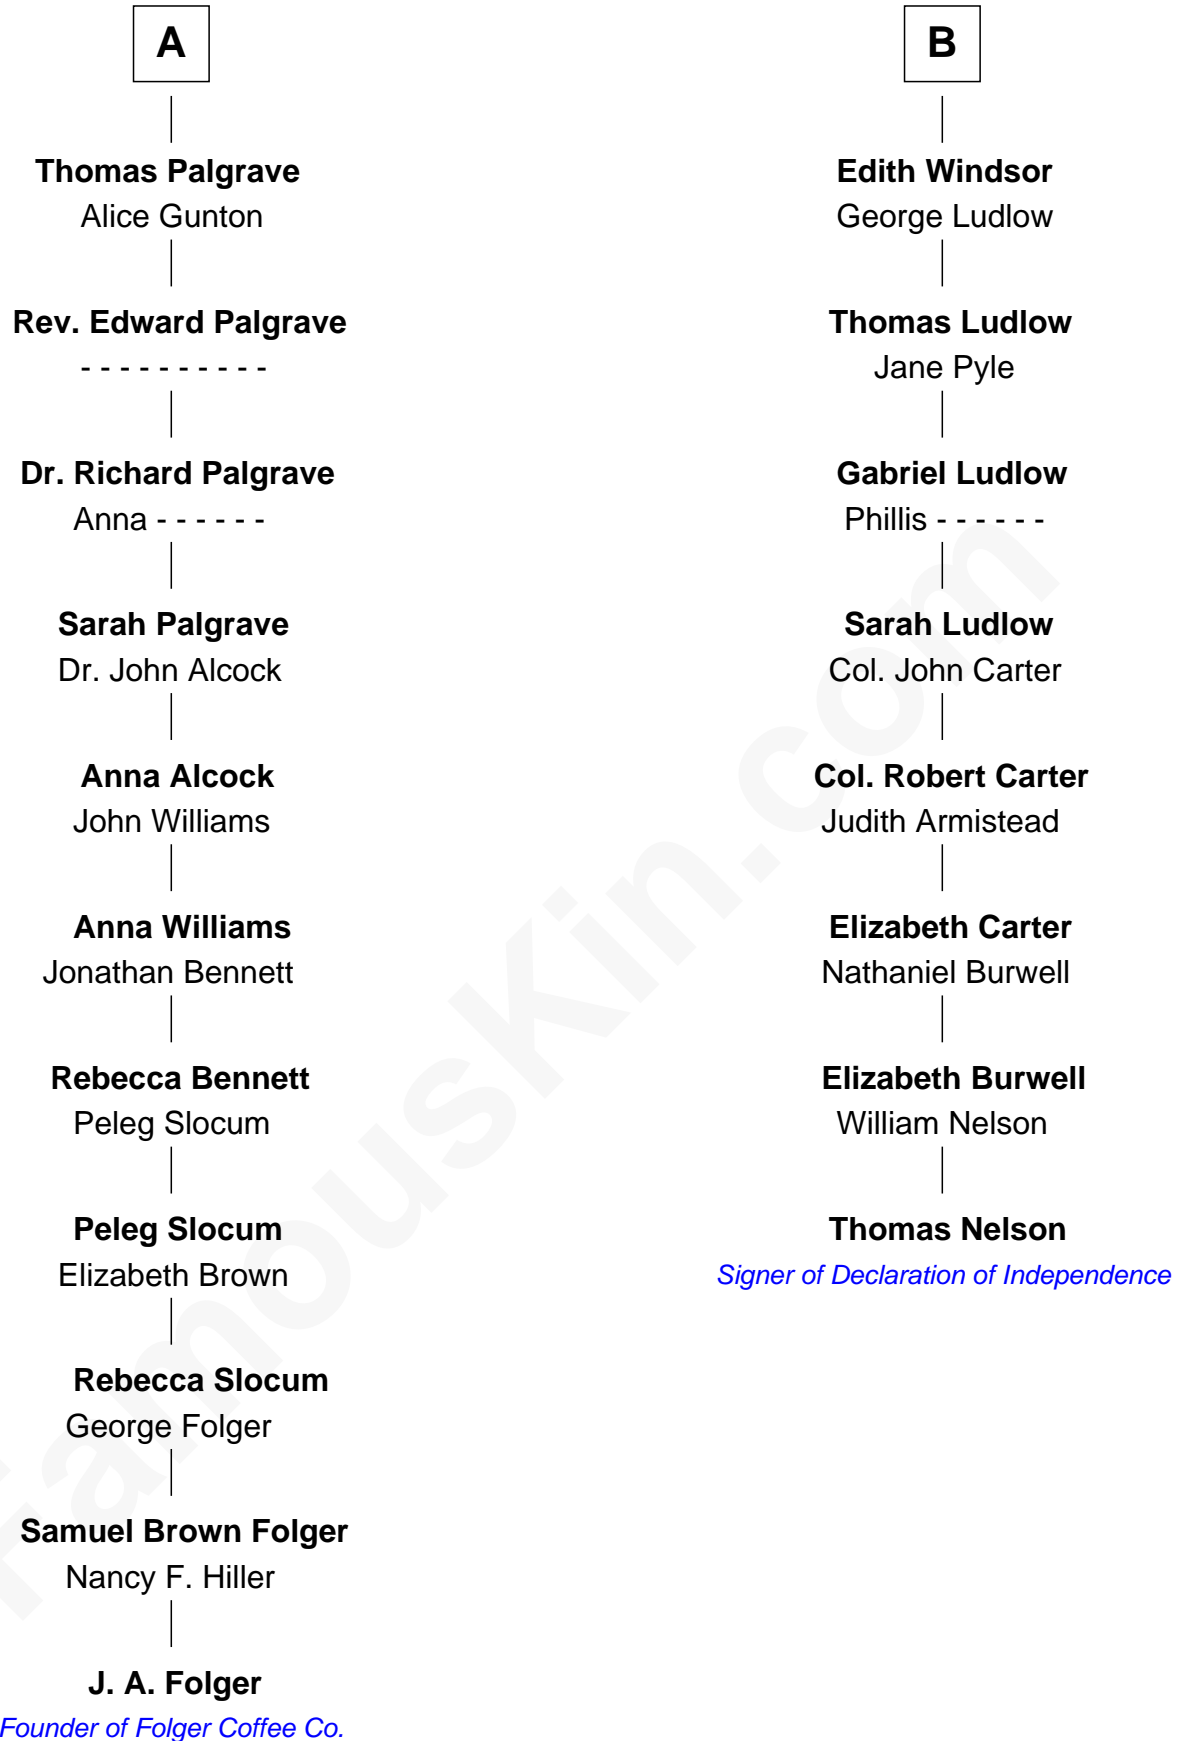 A
Thomas Palgrave
Alice Gunton
Rev. Edward Palgrave
- - - - - - - - - -
Dr. Richard Palgrave
Anna - - - - - -
Sarah Palgrave
Dr. John Alcock
Anna Alcock
John Williams
Anna Williams
Jonathan Bennett
Rebecca Bennett
Peleg Slocum
Peleg Slocum
Elizabeth Brown
Rebecca Slocum
George Folger
Samuel Brown Folger
Nancy F. Hiller
J. A. Folger
Founder of Folger Coffee Co.
B
Edith Windsor
George Ludlow
Thomas Ludlow
Jane Pyle
Gabriel Ludlow
Phillis - - - - - -
Sarah Ludlow
Col. John Carter
Col. Robert Carter
Judith Armistead
Elizabeth Carter
Nathaniel Burwell
Elizabeth Burwell
William Nelson
Thomas Nelson
Signer of Declaration of Independence
FamousKin.com